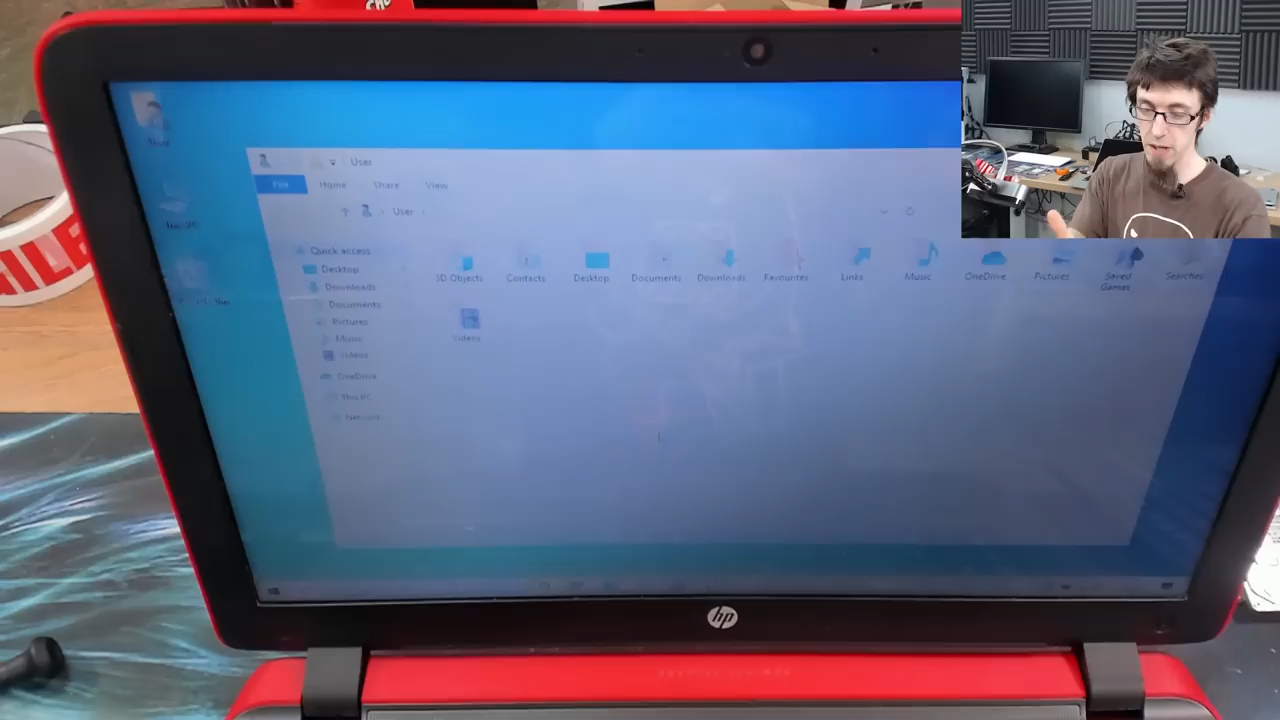 User
File Home Share View
User
Quick access
Desktop
Downloads
Documents
Pictures
Music
Videos
OneDrive
This PC
Network
3D Objects Contacts Desktop Documents Downloads Favourites Links Music OneDrive Pictures Saved Games Searches
Videos
hp